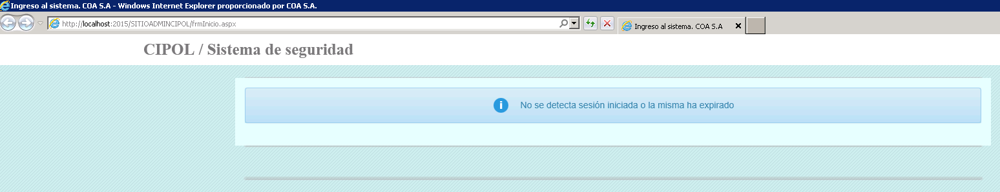 Ingreso al sistema. COA S.A - Windows Internet Explorer proporcionado por COA S.A.
http://localhost:2015/SITIOADMINCIPOL/frmInicio.aspx
Ingreso al sistema. COA S.A
CIPOL / Sistema de seguridad
No se detecta sesión iniciada o la misma ha expirado